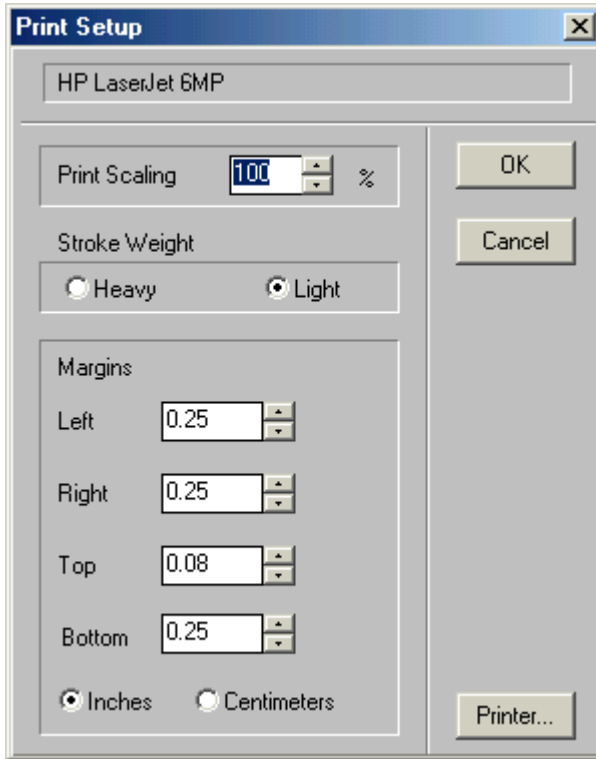 Print Setup
HP LaserJet 6MP
Print Scaling 100 %
OK
Stroke Weight
Cancel
Heavy Light
Margins
Left 0.25
Right 0.25
Top 0.08
Bottom 0.25
Inches Centimeters
Printer...